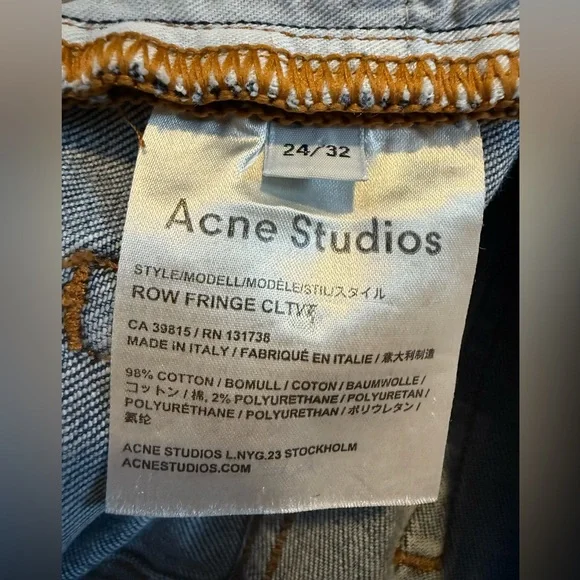 24/32
Acne Studios
STYLE/MODELL/MODÈLE/STIL/スタイル
ROW FRINGE
CA 39815 / RN 131738
MADE IN ITALY / FABRIQUÉ EN ITALIE / 意大利制造
98% COTTON / BOMULL / COTON / BAUMWOLLE /
コットン / 棉, 2% POLYURETHANE / POLYURETAN /
POLYURÉTHANE / POLYURETHAN / ポリウレタン /
氨纶
ACNE STUDIOS L.NYG.23 STOCKHOLM
ACNESTUDIOS.COM